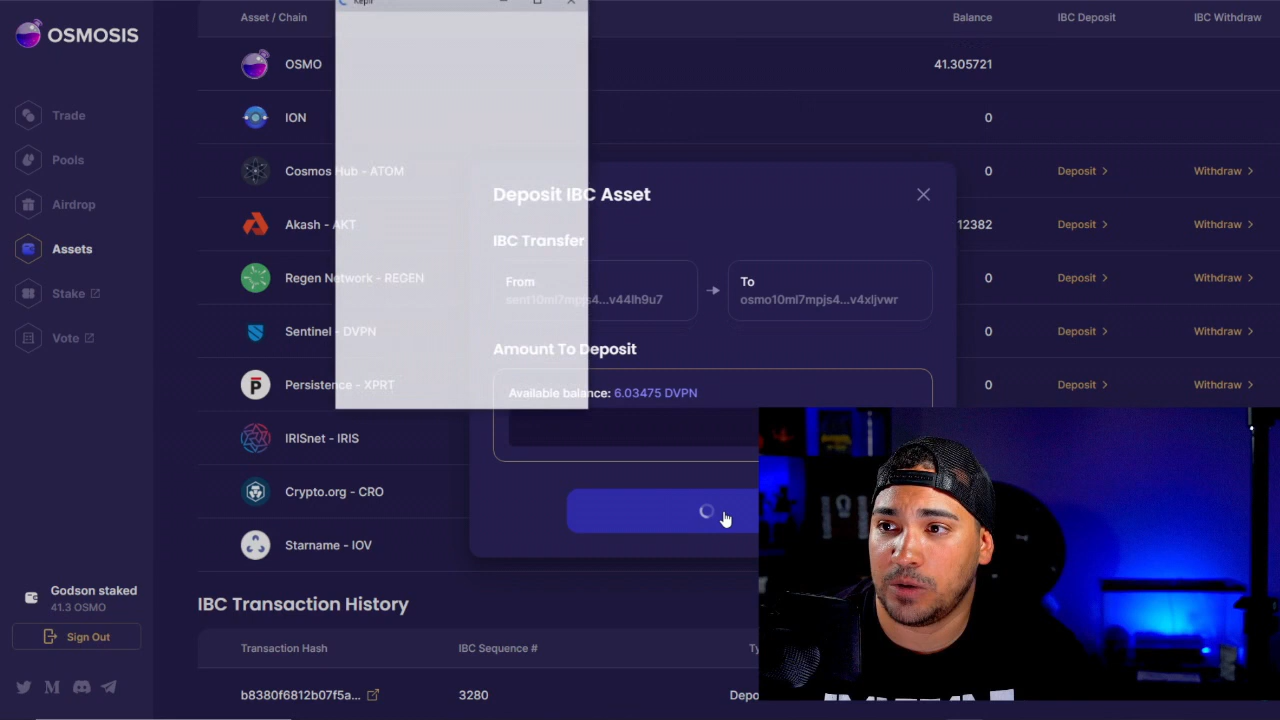 Keplr
OSMOSIS
Trade
Pools
Airdrop
Assets
Stake
Vote
Godson staked
41.3 OSMO
Sign Out
Asset / Chain
Balance
IBC Deposit
IBC Withdraw
OSMO
41.305721
ION
0
Cosmos Hub - ATOM
0
Deposit
Withdraw
Akash - AKT
12382
Deposit
Withdraw
Regen Network - REGEN
0
Deposit
Withdraw
Sentinel - DVPN
0
Deposit
Withdraw
Persistence - XPRT
0
Deposit
Withdraw
IRISnet - IRIS
Crypto.org - CRO
Starname - IOV
Deposit IBC Asset
IBC Transfer
From
sent10ml7mpjs4...v44lh9u7
To
osmo10ml7mpjs4...v4xljvwr
Amount To Deposit
Available balance: 6.03475 DVPN
IBC Transaction History
Transaction Hash
IBC Sequence #
Ty
b8380f6812b07f5a...
3280
Depo